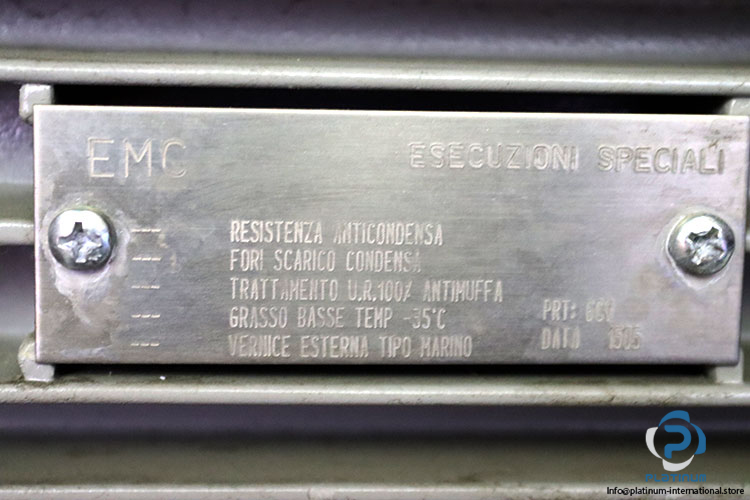 EMC ESECUZIONI SPECIALI
--- RESISTENZA ANTICONDENSA
--- FORI SCARICO CONDENSA
--- TRATTAMENTO U.R.100% ANTIMUFFA
--- GRASSO BASSE TEMP -35°C PRT:
--- VERNICE ESTERNA TIPO MARINO DATA 1505
PLATINUM
Info@platinum-international.store